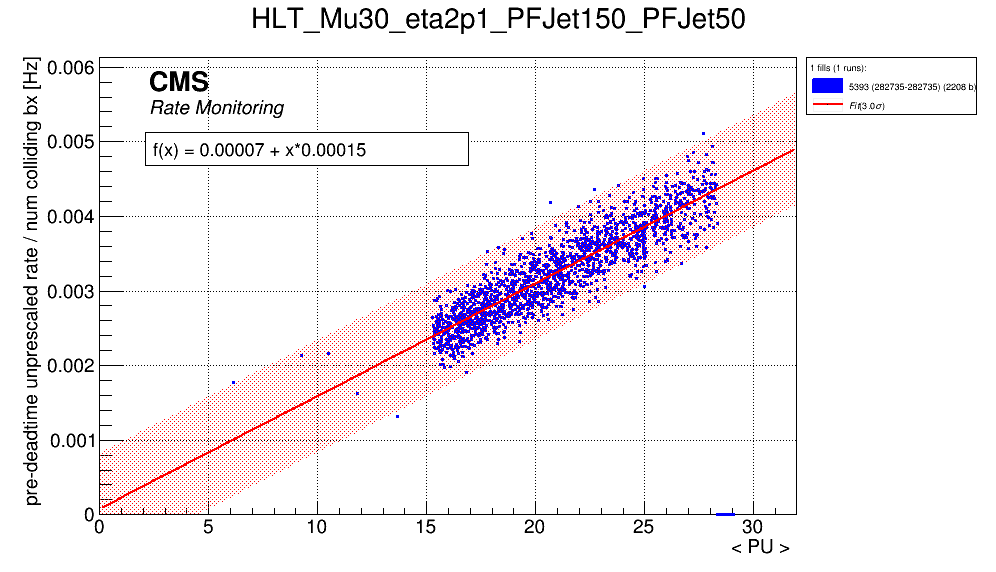 HLT_Mu30_eta2p1_PFJet150_PFJet50
pre-deadtime unprescaled rate / num colliding bx [Hz]
0.006
0.005
0.004
0.003
0.002
0.001
0
CMS
Rate Monitoring
f(x) = 0.00007 + x*0.00015
0 5 10 15 20 25 30
< PU >
1 fills (1 runs):
5393 (282735-282735) (2208 b)
Fit(3.0σ)